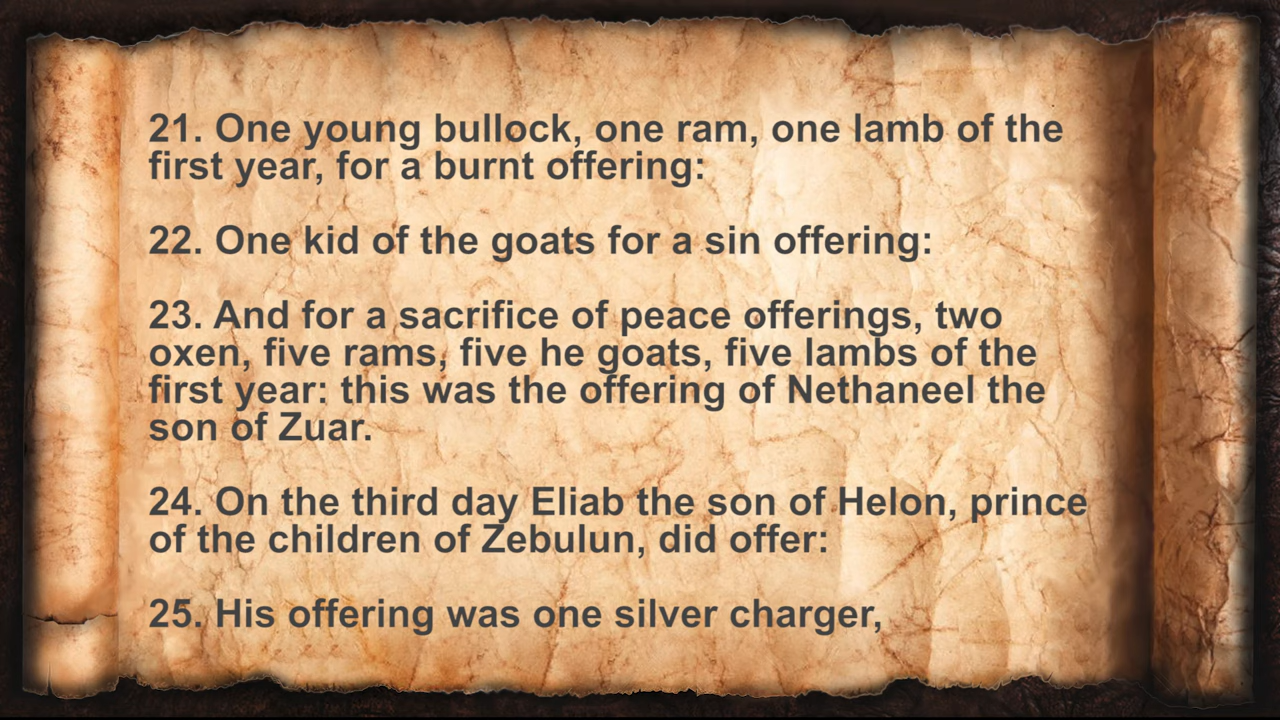 21. One young bullock, one ram, one lamb of the
first year, for a burnt offering:
22. One kid of the goats for a sin offering:
23. And for a sacrifice of peace offerings, two
oxen, five rams, five he goats, five lambs of the
first year: this was the offering of Nethaneel the
son of Zuar.
24. On the third day Eliab the son of Helon, prince
of the children of Zebulun, did offer:
25. His offering was one silver charger,